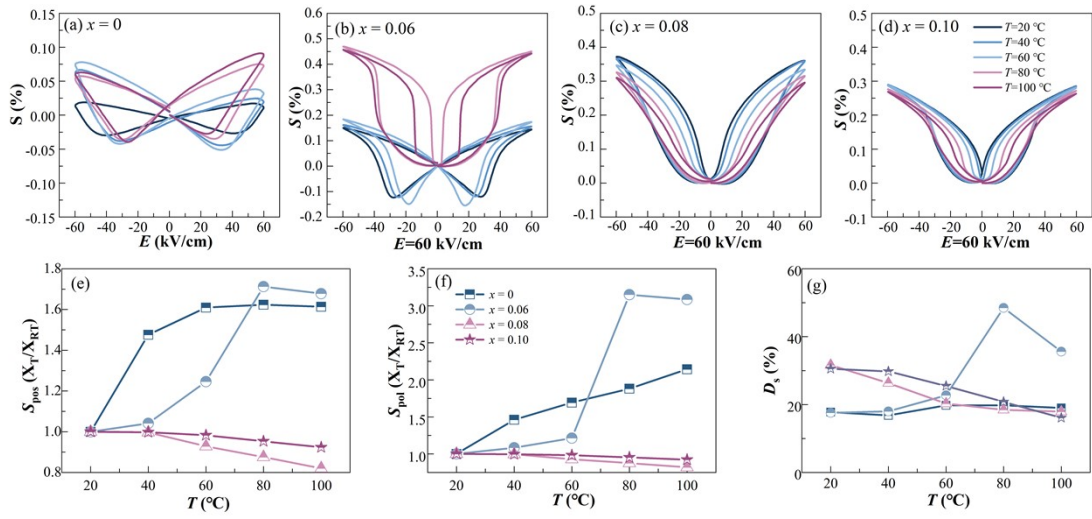 (a) x = 0
S (%)
0.15
0.10
0.05
0.00
-0.05
-0.10
-0.15
-60 -40 -20 0 20 40 60
E (kV/cm)
(b) x = 0.06
S (%)
0.6
0.5
0.4
0.3
0.2
0.1
0.0
-0.1
-0.2
-60 -40 -20 0 20 40 60
E=60 kV/cm
(c) x = 0.08
S (%)
0.5
0.4
0.3
0.2
0.1
0.0
-0.1
-60 -40 -20 0 20 40 60
E=60 kV/cm
(d) x = 0.10
S (%)
0.5
0.4
0.3
0.2
0.1
0.0
-0.1
T=20 °C
T=40 °C
T=60 °C
T=80 °C
T=100 °C
-60 -40 -20 0 20 40 60
E=60 kV/cm
(e)
Spos (XT/XRT)
1.8
1.6
1.4
1.2
1.0
0.8
20 40 60 80 100
T (°C)
(f)
Spol (XT/XRT)
3.5
3.0
2.5
2.0
1.5
1.0
x = 0
x = 0.06
x = 0.08
x = 0.10
20 40 60 80 100
T (°C)
(g)
Ds (%)
60
40
20
0
20 40 60 80 100
T (°C)